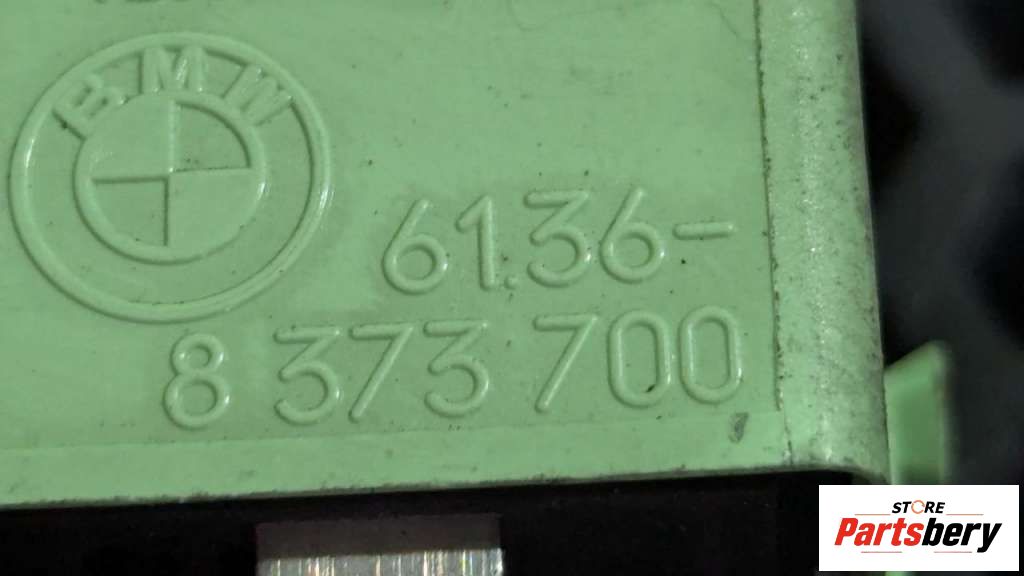 BMW
61.36-
8 373 700
STORE
Partsbery